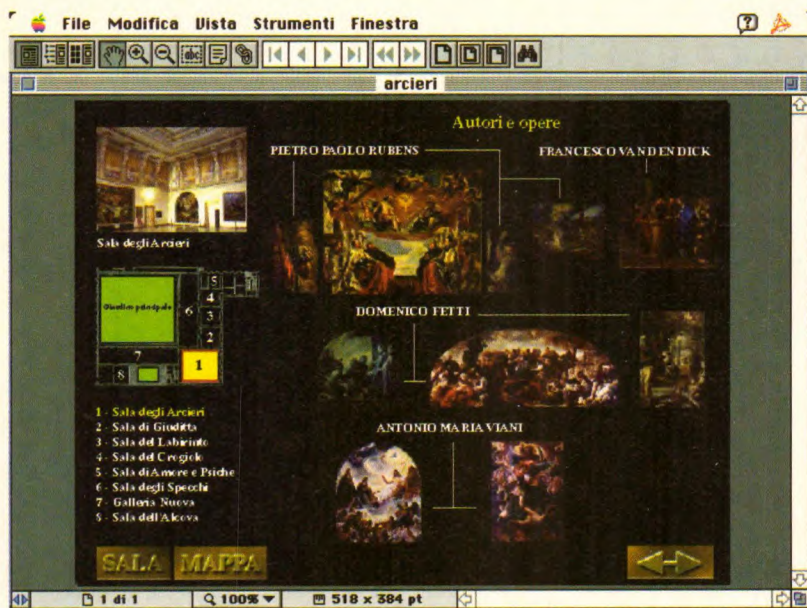 File Modifica Vista Strumenti Finestra
abc
arcieri
Autori e opere
PIETRO PAOLO RUBENS
FRANCESCO VAN DEN DICK
Sala degli Arcieri
Giardino principale
5
4
6
3
2
7
1
8
DOMENICO FETTI
1 - Sala degli Arcieri
2 - Sala di Giuditta
3 - Sala del Labirinto
4 - Sala del Crogiolo
5 - Sala di Amore e Psiche
6 - Sala degli Specchi
7 - Galleria Nuova
8 - Sala dell'Alcova
ANTONIO MARIA VIANI
SALA MAPPA
1 di 1 100% 518 x 384 pt